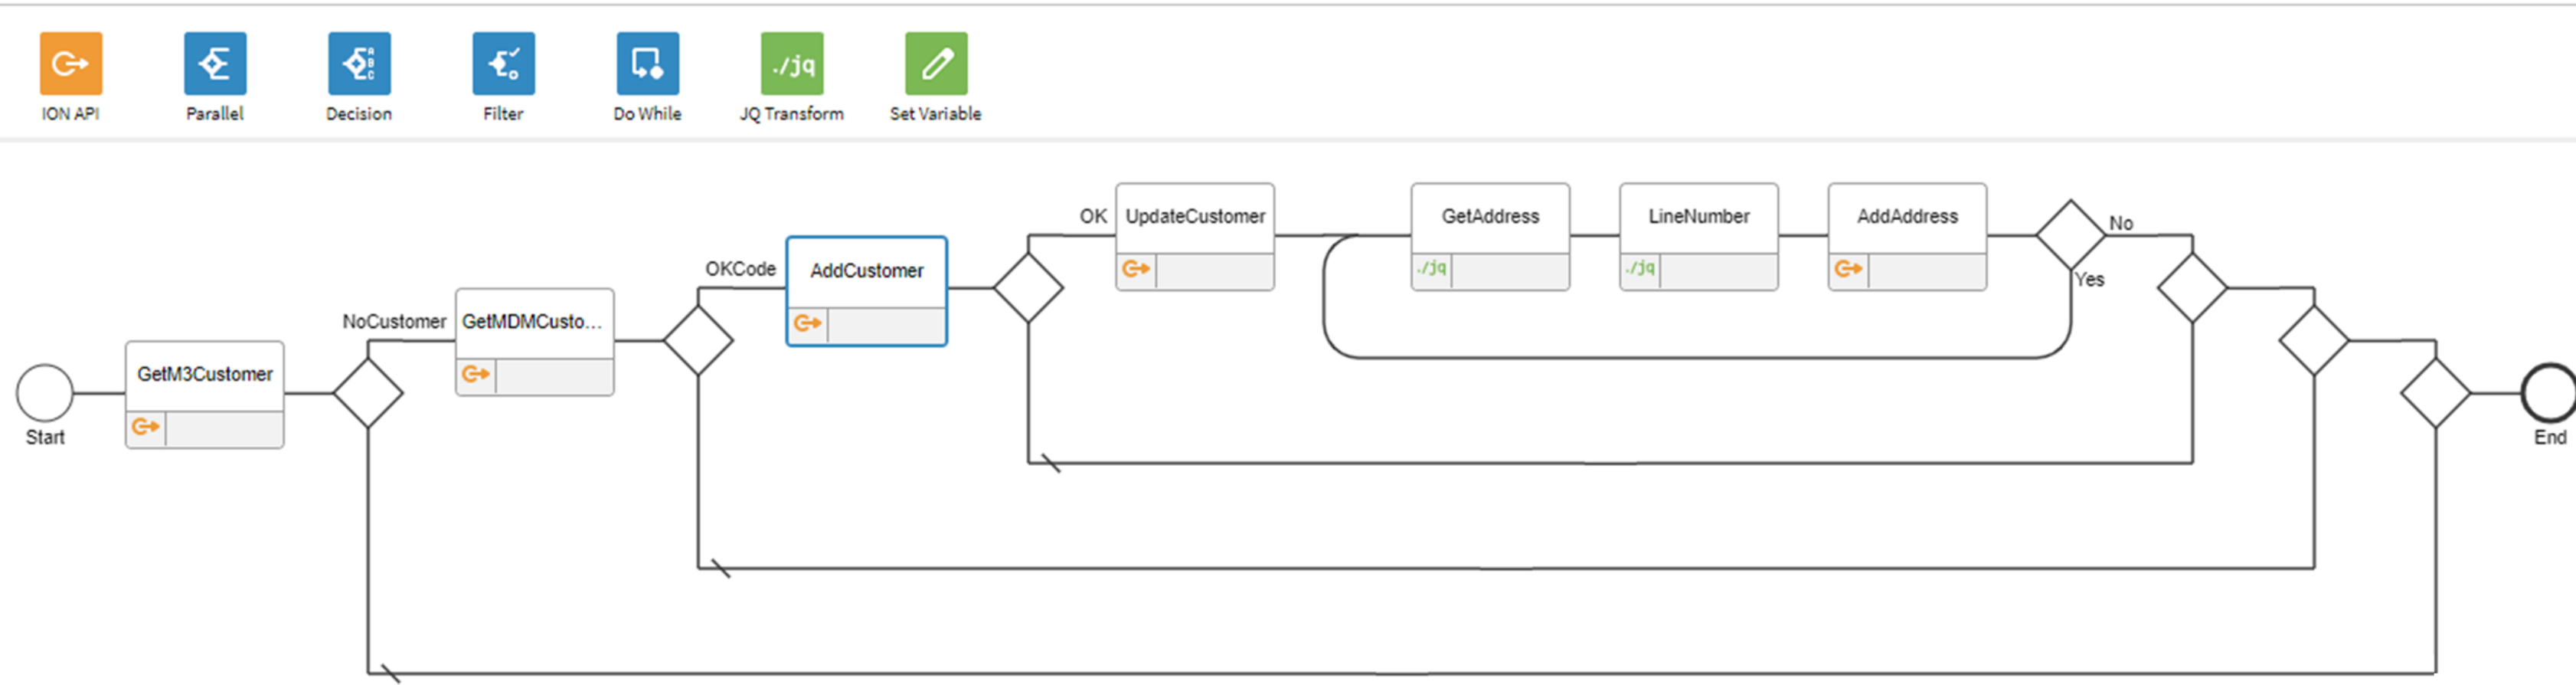 ION API
Parallel
Decision
Filter
Do While
./jq
JQ Transform
Set Variable
A
B
C
Start
GetM3Customer
NoCustomer
GetMDMCusto...
OKCode
AddCustomer
OK
UpdateCustomer
GetAddress
./jq
LineNumber
./jq
AddAddress
No
Yes
End